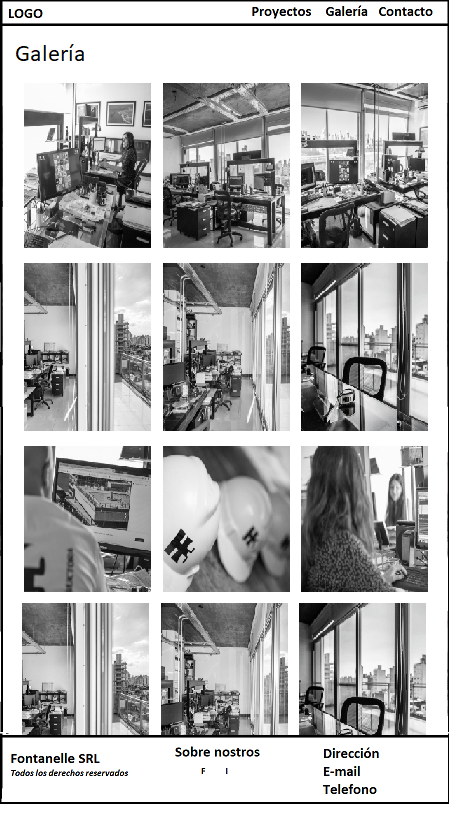 LOGO
Proyectos Galería Contacto
Galería
Fontanelle SRL
Todos los derechos reservados
Sobre nostros
F I
Dirección
E-mail
Telefono